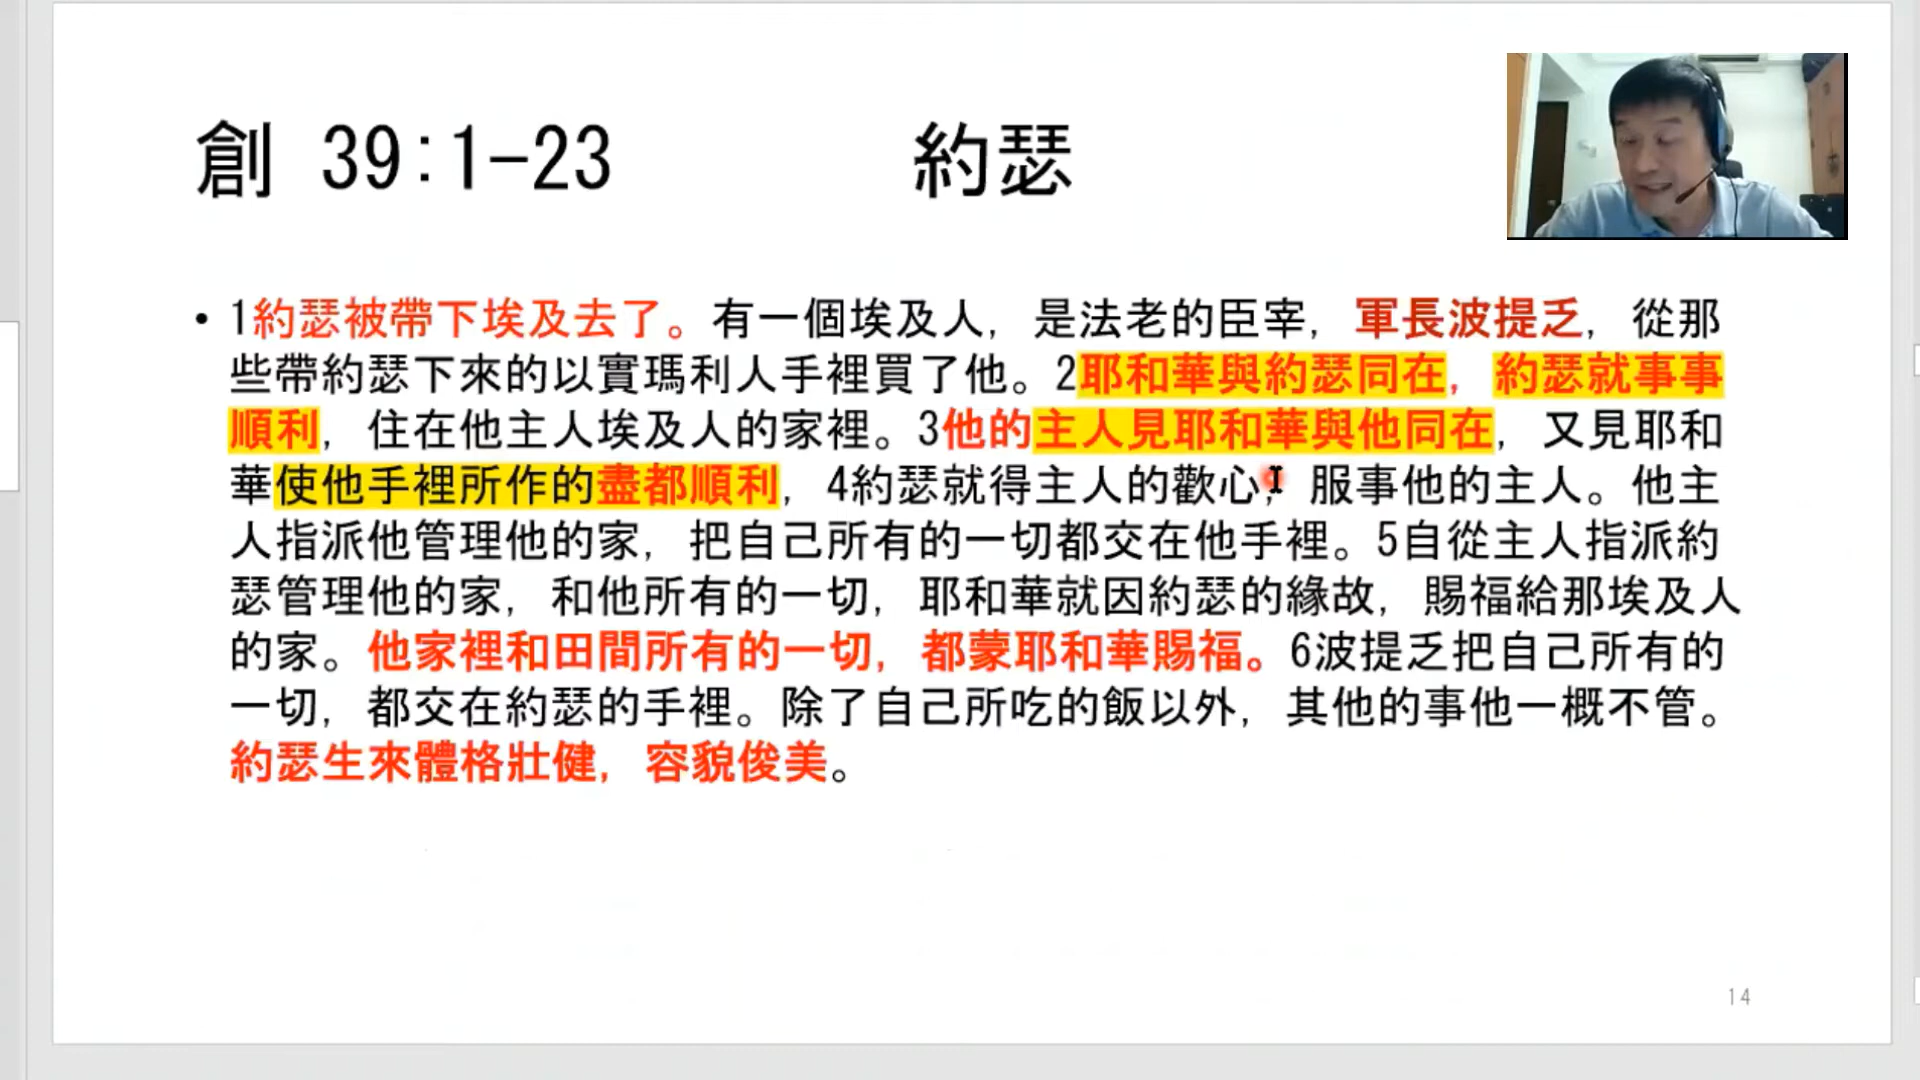 創 39:1-23 約瑟
• 1約瑟被帶下埃及去了。有一個埃及人，是法老的臣宰，軍長波提乏，從那
些帶約瑟下來的以實瑪利人手裡買了他。2耶和華與約瑟同在，約瑟就事事
順利，住在他主人埃及人的家裡。3他的主人見耶和華與他同在，又見耶和
華使他手裡所作的盡都順利，4約瑟就得主人的歡心，服事他的主人。他主
人指派他管理他的家，把自己所有的一切都交在他手裡。5自從主人指派約
瑟管理他的家，和他所有的一切，耶和華就因約瑟的緣故，賜福給那埃及人
的家。他家裡和田間所有的一切，都蒙耶和華賜福。6波提乏把自己所有的
一切，都交在約瑟的手裡。除了自己所吃的飯以外，其他的事他一概不管。
約瑟生來體格壯健，容貌俊美。
14